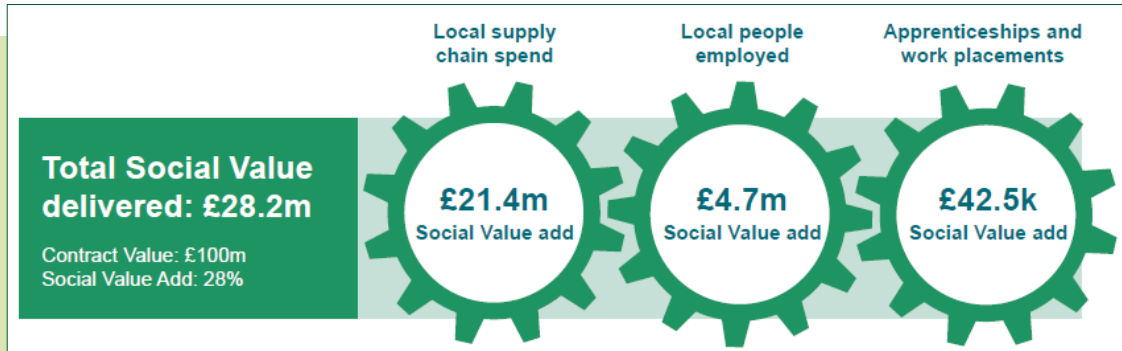 Local supply
chain spend
Local people
employed
Apprenticeships and
work placements
Total Social Value
delivered: £28.2m
Contract Value: £100m
Social Value Add: 28%
£21.4m
Social Value add
£4.7m
Social Value add
£42.5k
Social Value add